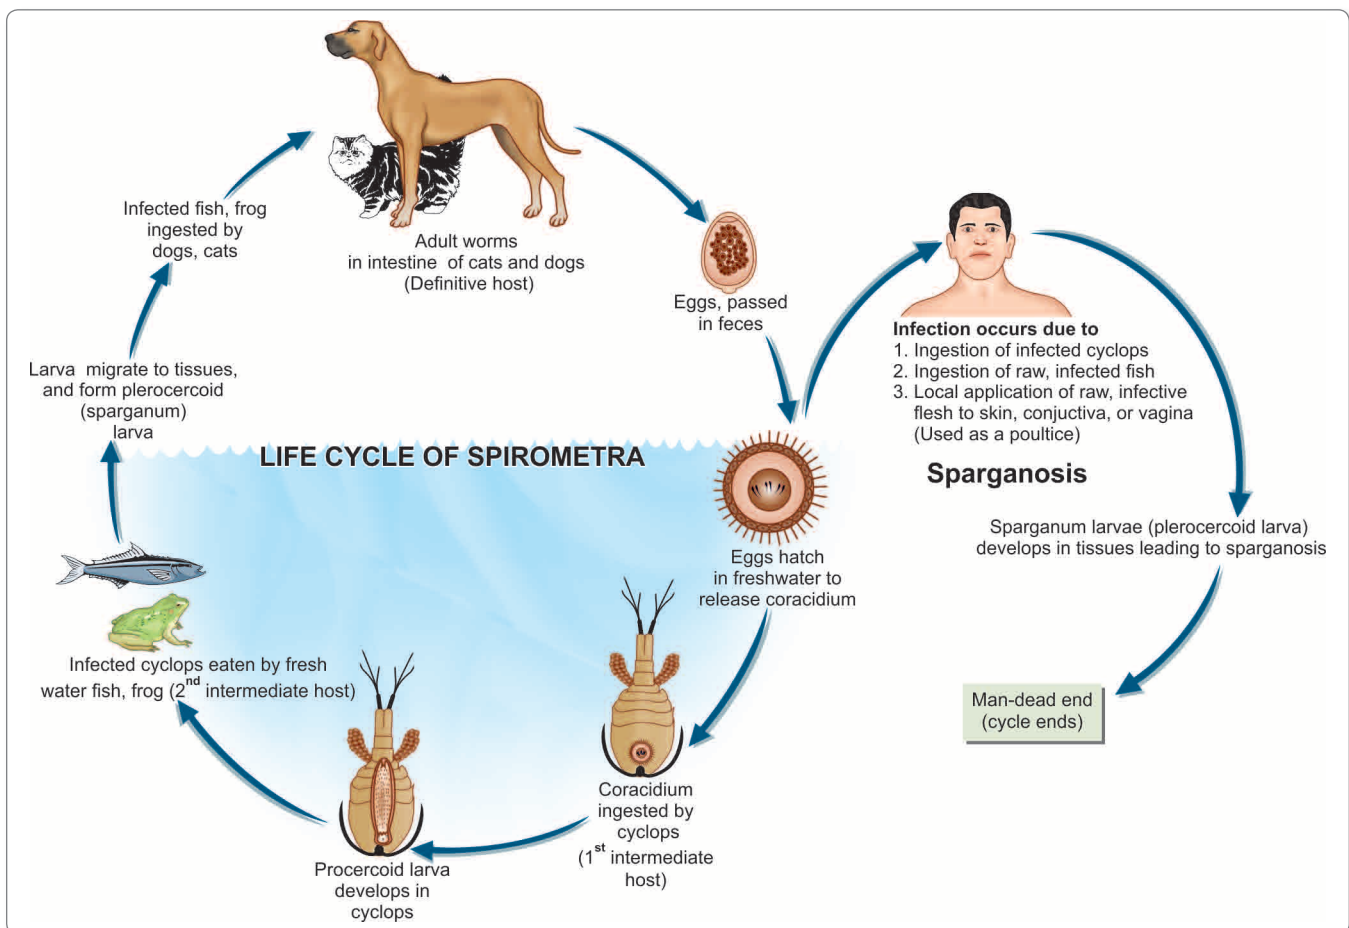 Adult worms
in intestine of cats and dogs
(Definitive host)
Eggs, passed
in feces
Infection occurs due to
1. Ingestion of infected cyclops
2. Ingestion of raw, infected fish
3. Local application of raw, infective
flesh to skin, conjuctiva, or vagina
(Used as a poultice)
Sparganosis
Sparganum larvae (plerocercoid larva)
develops in tissues leading to sparganosis
Man-dead end
(cycle ends)
LIFE CYCLE OF SPIROMETRA
Eggs hatch
in freshwater to
release coracidium
Coracidium
ingested by
cyclops
(1st intermediate
host)
Procercoid larva
develops in
cyclops
Infected cyclops eaten by fresh
water fish, frog (2nd intermediate host)
Larva migrate to tissues,
and form plerocercoid
(sparganum)
larva
Infected fish, frog
ingested by
dogs, cats